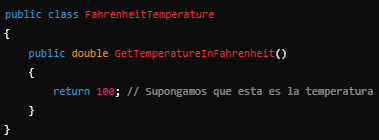 public class FahrenheitTemperature
{
    public double GetTemperatureInFahrenheit()
    {
        return 100; // Supongamos que esta es la temperatura
    }
}